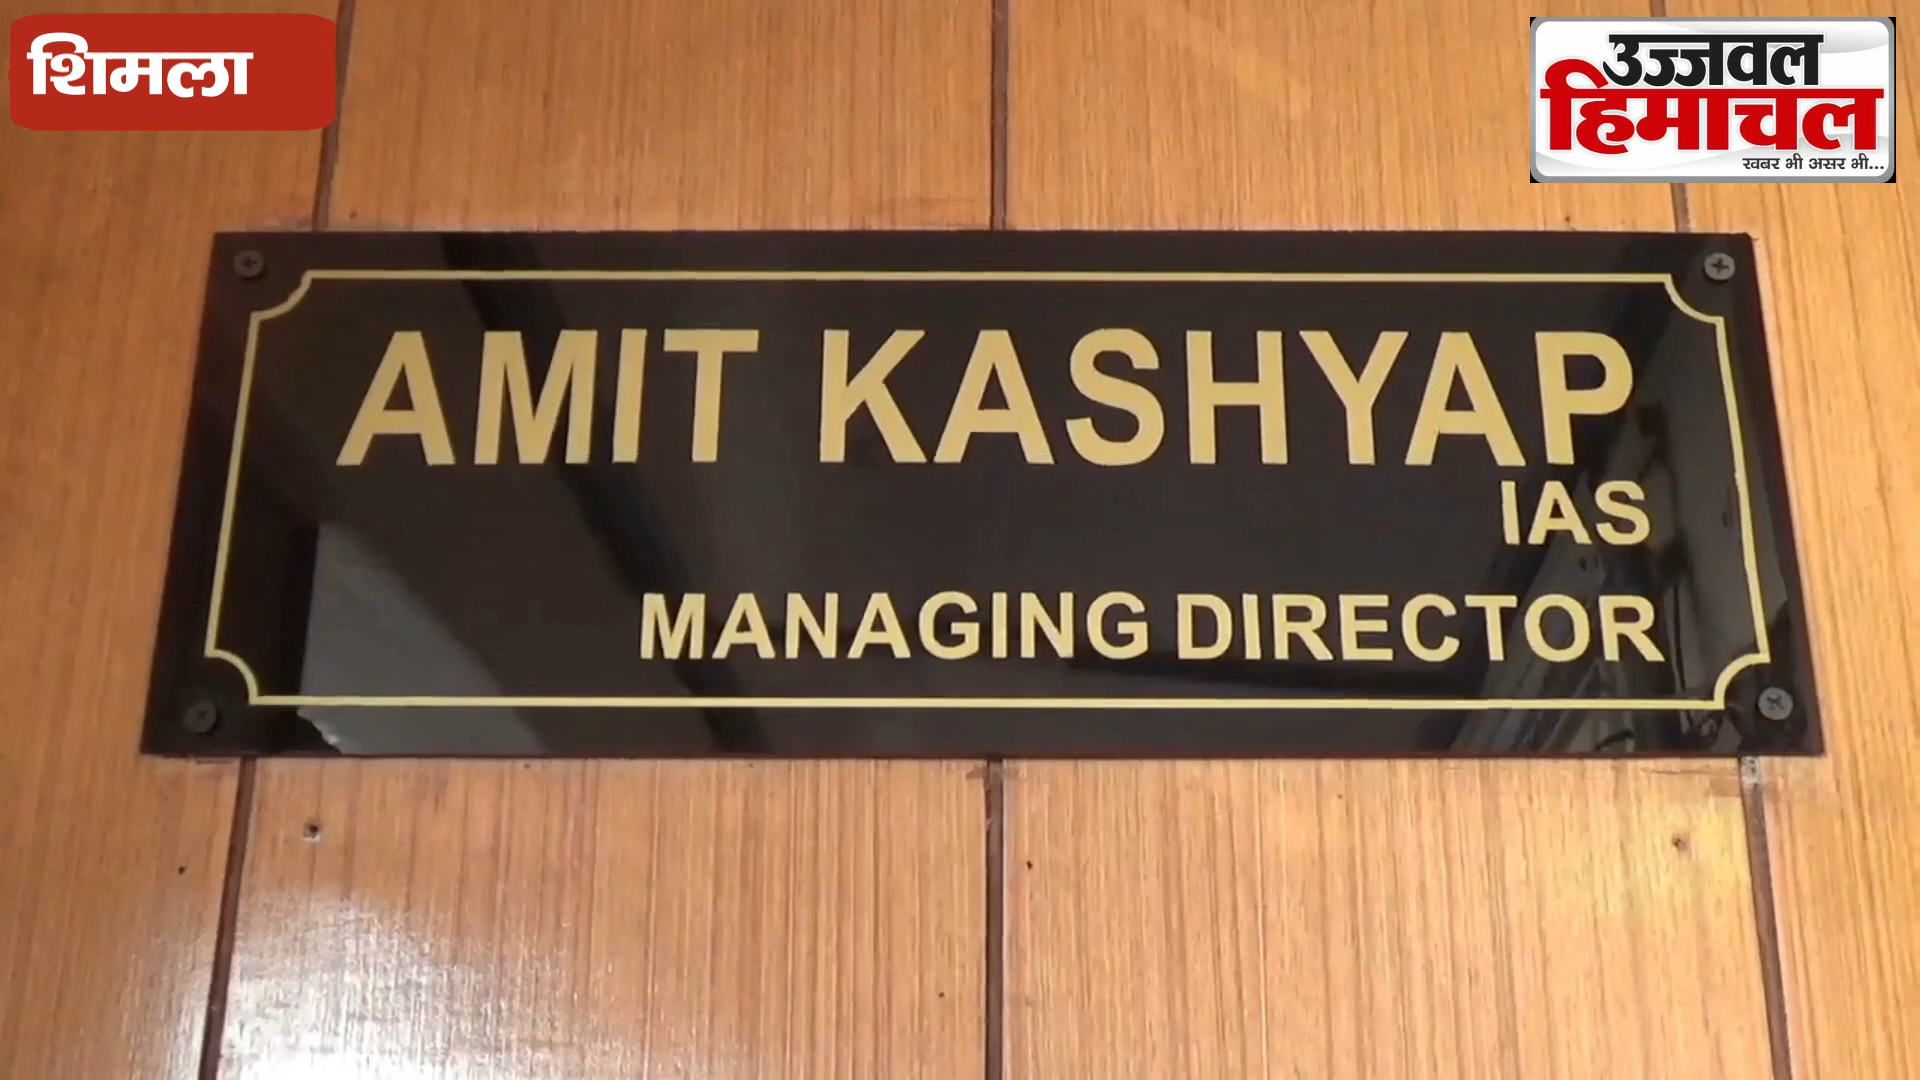 शिमला
उज्जवल
हिमाचल
खबर भी असर भी...
AMIT KASHYAP
IAS
MANAGING DIRECTOR